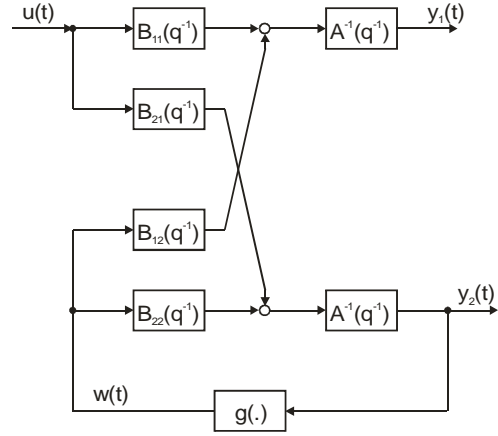 u(t)
B₁₁(q⁻¹)
A⁻¹(q⁻¹)
y₁(t)
B₂₁(q⁻¹)
B₁₂(q⁻¹)
B₂₂(q⁻¹)
A⁻¹(q⁻¹)
y₂(t)
w(t)
g(.)